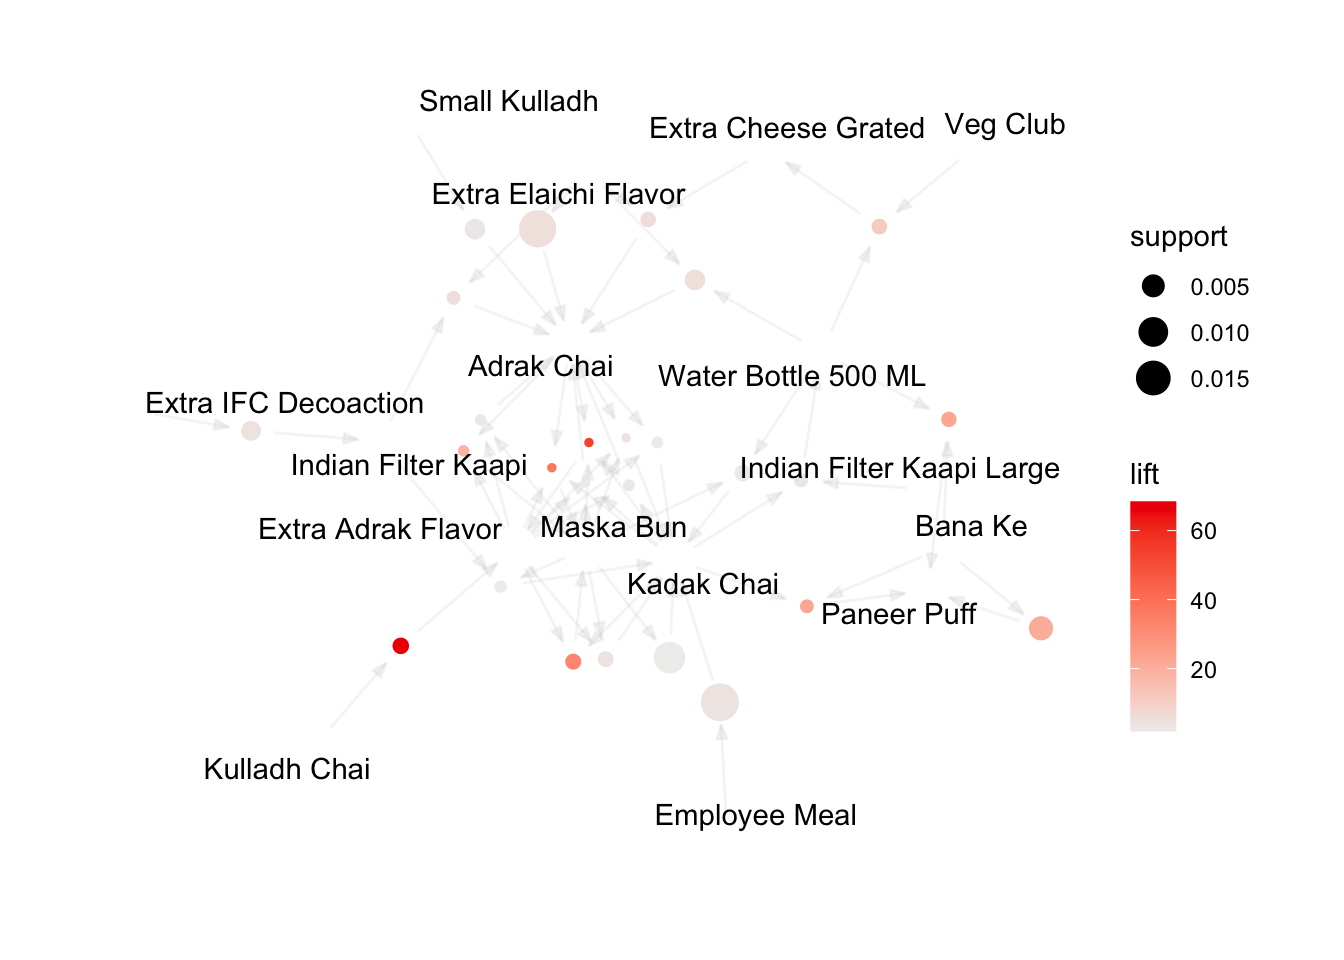 Small Kulladh
Extra Cheese Grated
Veg Club
Extra Elaichi Flavor
Adrak Chai
Water Bottle 500 ML
Extra IFC Decoaction
Indian Filter Kaapi
Indian Filter Kaapi Large
Extra Adrak Flavor
Maska Bun
Bana Ke
Kadak Chai
Paneer Puff
Kulladh Chai
Employee Meal
support
0.005
0.010
0.015
lift
60
40
20